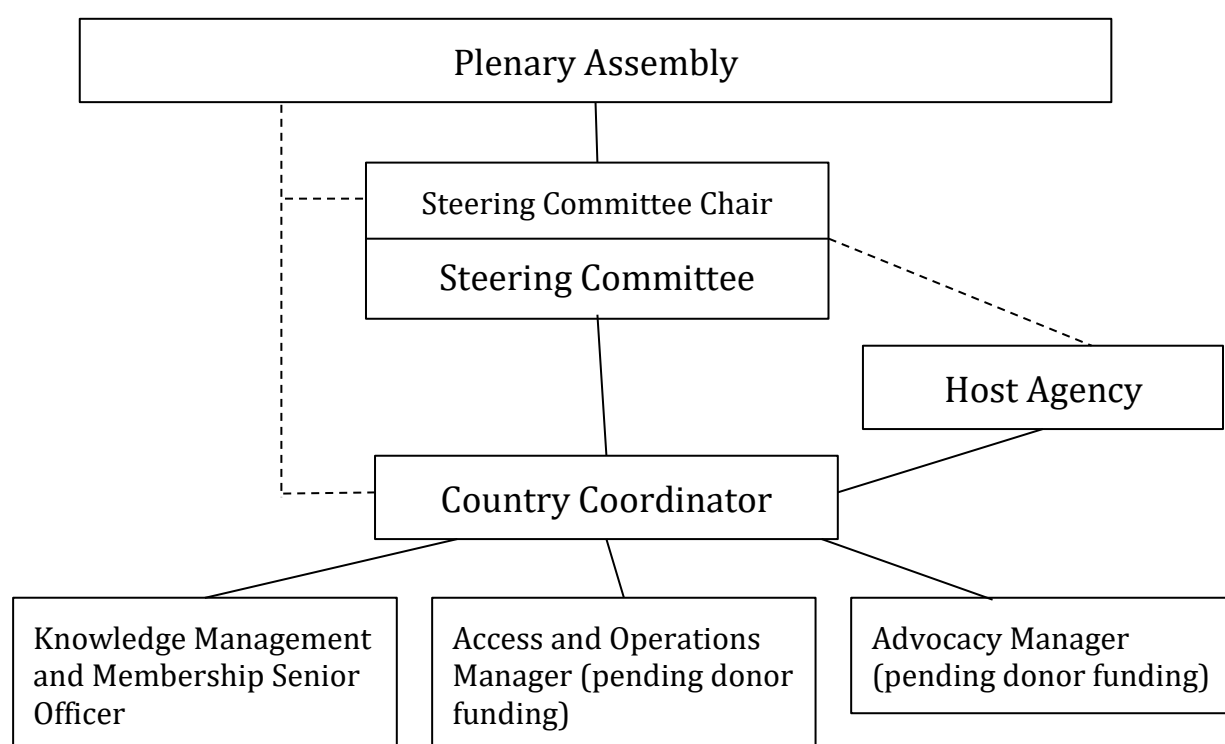 Plenary Assembly
Steering Committee Chair
Steering Committee
Host Agency
Country Coordinator
Knowledge Management
and Membership Senior
Officer
Access and Operations
Manager (pending donor
funding)
Advocacy Manager
(pending donor funding)